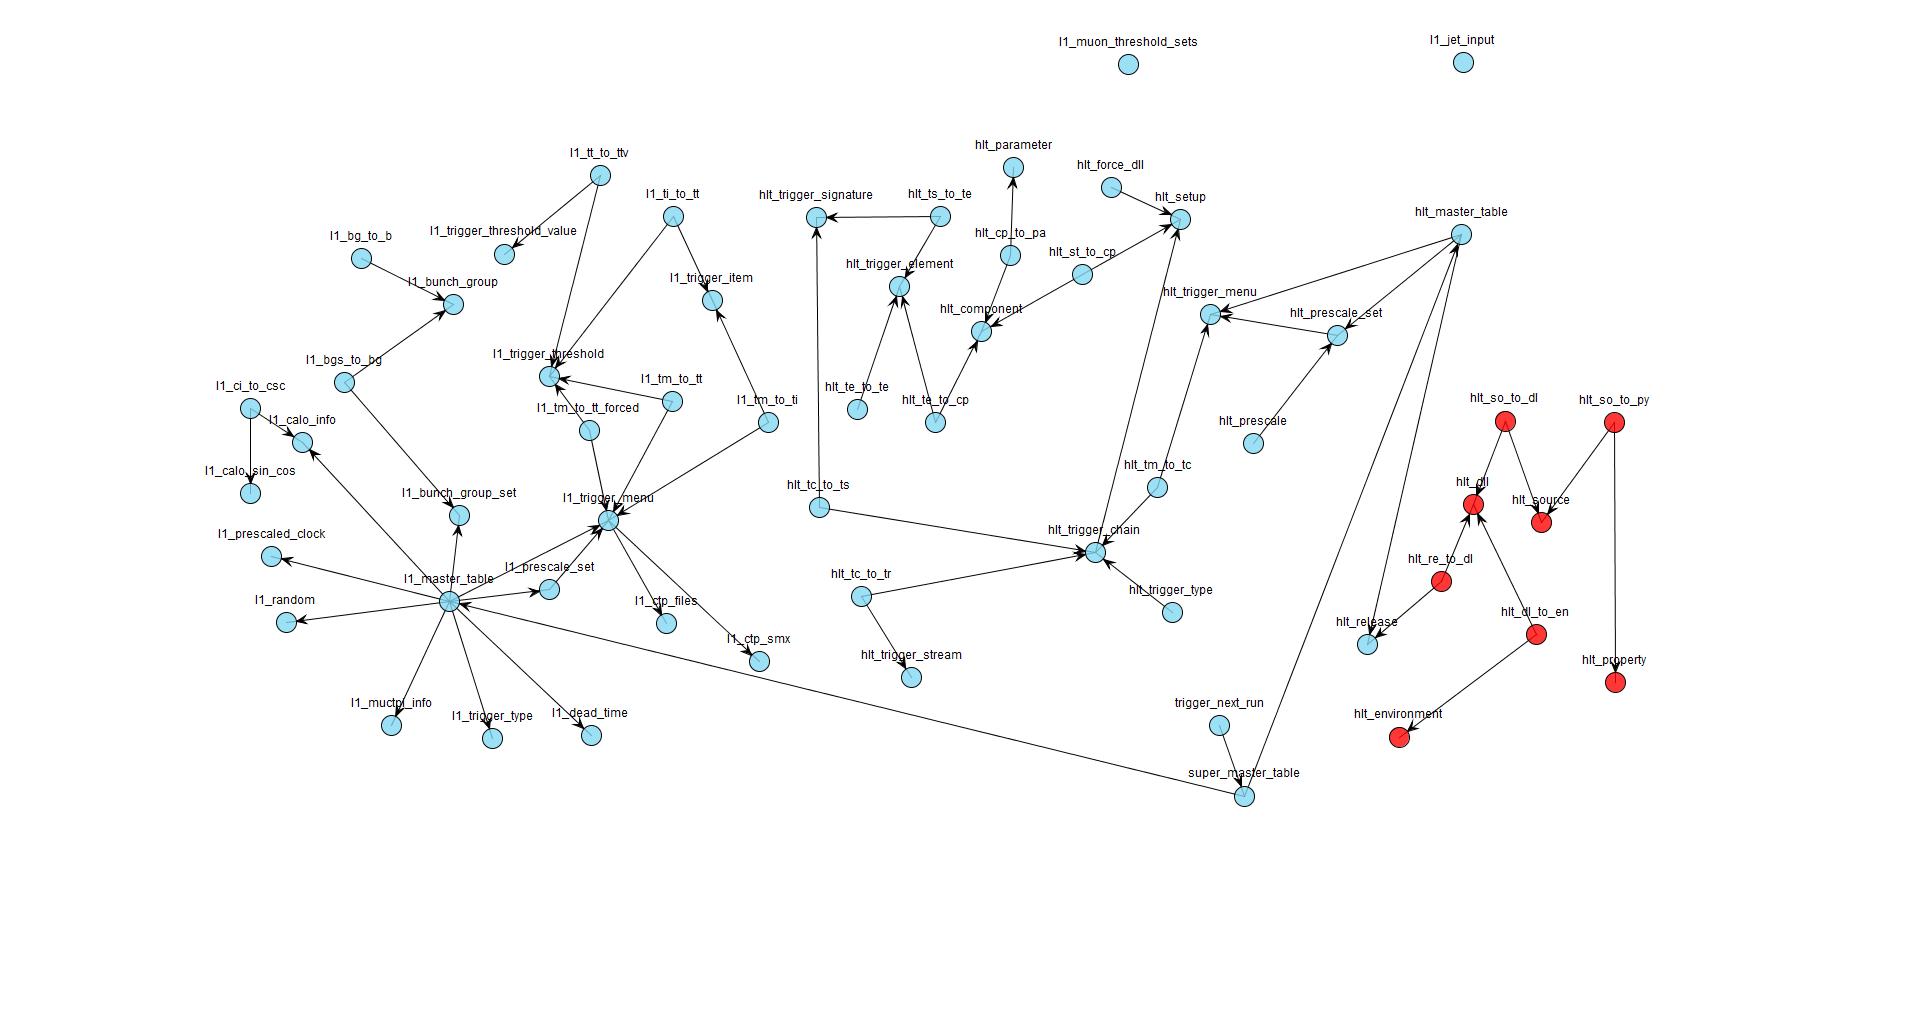 l1_muon_threshold_sets
l1_jet_input
hlt_parameter
l1_tt_to_ttv
hlt_force_dll
l1_ti_to_tt
hlt_trigger_signature
hlt_ts_to_te
hlt_setup
hlt_master_table
l1_bg_to_b
l1_trigger_threshold_value
hlt_cp_to_pa
hlt_st_to_cp
hlt_trigger_element
l1_bunch_group
l1_trigger_item
hlt_trigger_menu
hlt_component
hlt_prescale_set
l1_bgs_to_bg
l1_trigger_threshold
l1_ci_to_csc
l1_tm_to_tt
hlt_te_to_te
l1_calo_info
l1_tm_to_tt_forced
l1_tm_to_ti
hlt_te_to_cp
hlt_prescale
hlt_so_to_dl
hlt_so_to_py
l1_calo_sin_cos
hlt_tm_to_tc
hlt_tc_to_ts
hlt_dll
l1_bunch_group_set
l1_trigger_menu
hlt_source
l1_prescaled_clock
hlt_trigger_chain
hlt_re_to_dl
l1_master_table
l1_prescale_set
hlt_tc_to_tr
hlt_trigger_type
l1_random
l1_ctp_files
hlt_dl_to_en
hlt_release
l1_ctp_smx
hlt_trigger_stream
hlt_property
l1_muctpi_info
l1_trigger_type
l1_dead_time
trigger_next_run
hlt_environment
super_master_table